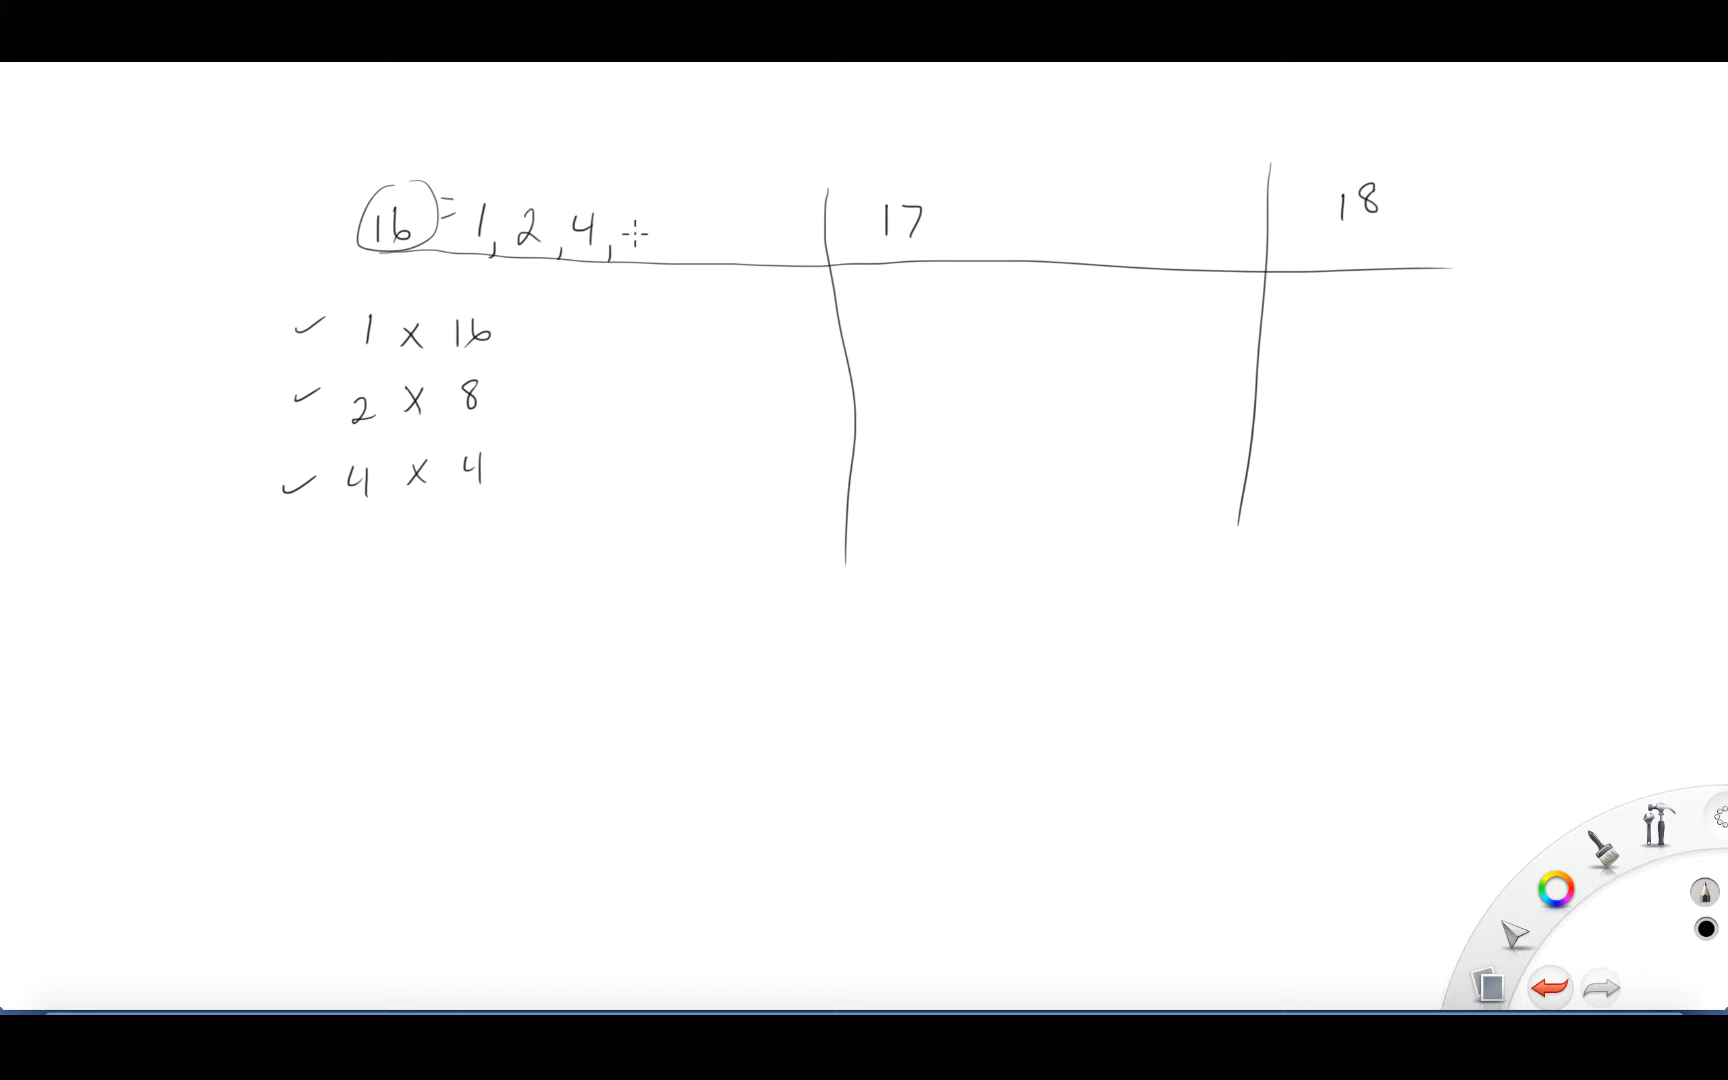 16 = 1, 2, 4,
17
18
1 x 16
2 x 8
4 x 4